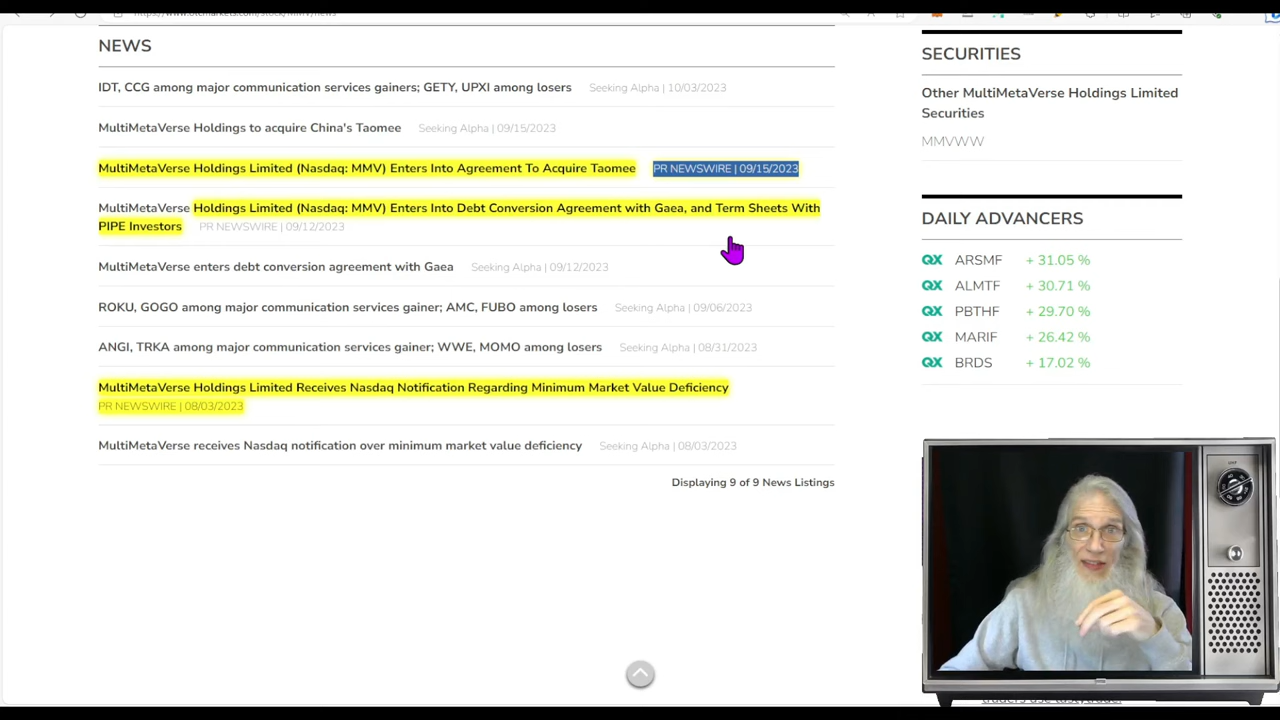 NEWS
IDT, CCG among major communication services gainers; GETY, UPXI among losers Seeking Alpha | 10/03/2023
MultiMetaVerse Holdings to acquire China's Taomee Seeking Alpha | 09/15/2023
MultiMetaVerse Holdings Limited (Nasdaq: MMV) Enters Into Agreement To Acquire Taomee PR NEWSWIRE | 09/15/2023
MultiMetaVerse Holdings Limited (Nasdaq: MMV) Enters Into Debt Conversion Agreement with Gaea, and Term Sheets With
PIPE Investors PR NEWSWIRE | 09/12/2023
MultiMetaVerse enters debt conversion agreement with Gaea Seeking Alpha | 09/12/2023
ROKU, GOGO among major communication services gainer; AMC, FUBO among losers Seeking Alpha | 09/06/2023
ANGI, TRKA among major communication services gainer; WWE, MOMO among losers Seeking Alpha | 08/31/2023
MultiMetaVerse Holdings Limited Receives Nasdaq Notification Regarding Minimum Market Value Deficiency
PR NEWSWIRE | 08/03/2023
MultiMetaVerse receives Nasdaq notification over minimum market value deficiency Seeking Alpha | 08/03/2023
Displaying 9 of 9 News Listings
SECURITIES
Other MultiMetaVerse Holdings Limited
Securities
MMVWW
DAILY ADVANCERS
QX ARSMF + 31.05 %
QX ALMTF + 30.71 %
QX PBTHF + 29.70 %
QX MARIF + 26.42 %
QX BRDS + 17.02 %